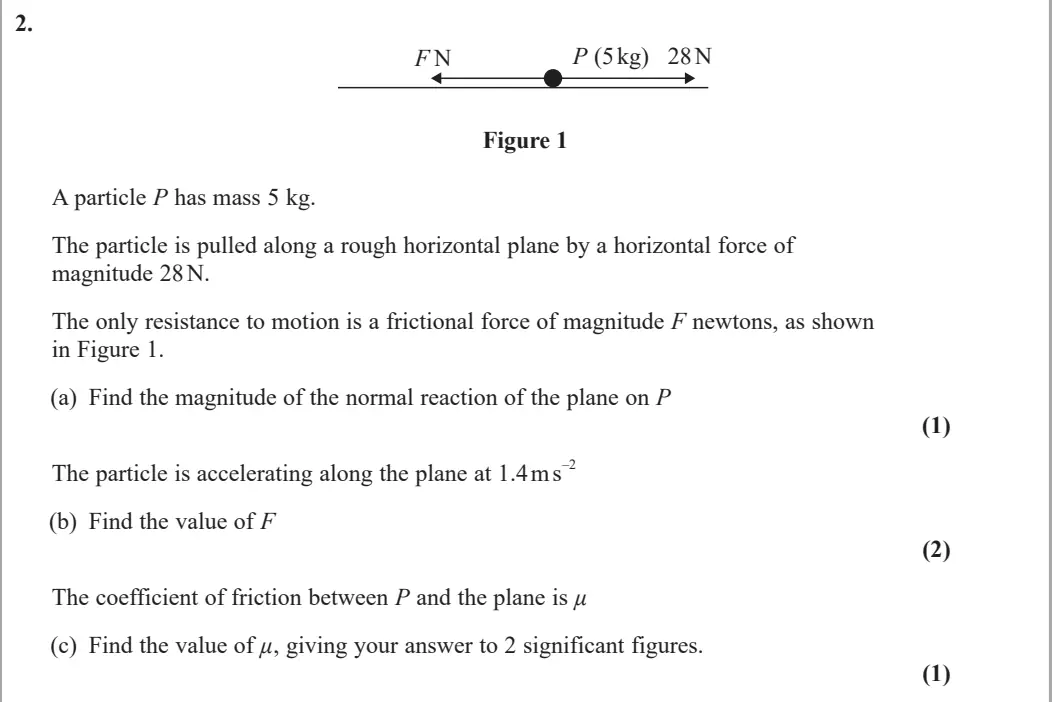 2.
F N P (5 kg) 28 N
Figure 1
A particle P has mass 5 kg.
The particle is pulled along a rough horizontal plane by a horizontal force of
magnitude 28 N.
The only resistance to motion is a frictional force of magnitude F newtons, as shown
in Figure 1.
(a) Find the magnitude of the normal reaction of the plane on P
(1)
The particle is accelerating along the plane at 1.4 m s⁻²
(b) Find the value of F
(2)
The coefficient of friction between P and the plane is μ
(c) Find the value of μ, giving your answer to 2 significant figures.
(1)